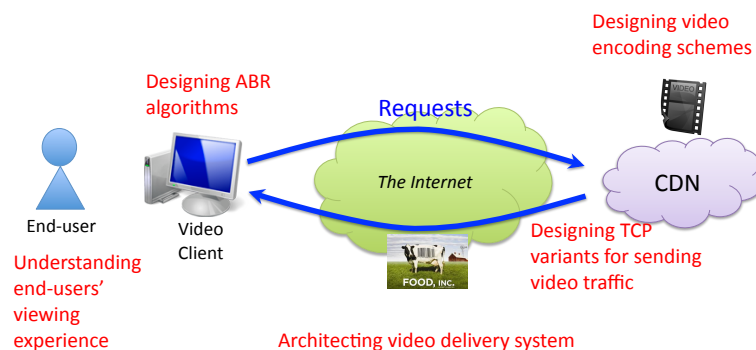 Designing video
encoding schemes
Designing ABR
algorithms
VIDEO
Requests
The Internet
CDN
End-user
Video
Client
FOOD, INC.
Designing TCP
variants for sending
video traffic
Understanding
end-users’
viewing
experience
Architecting video delivery system